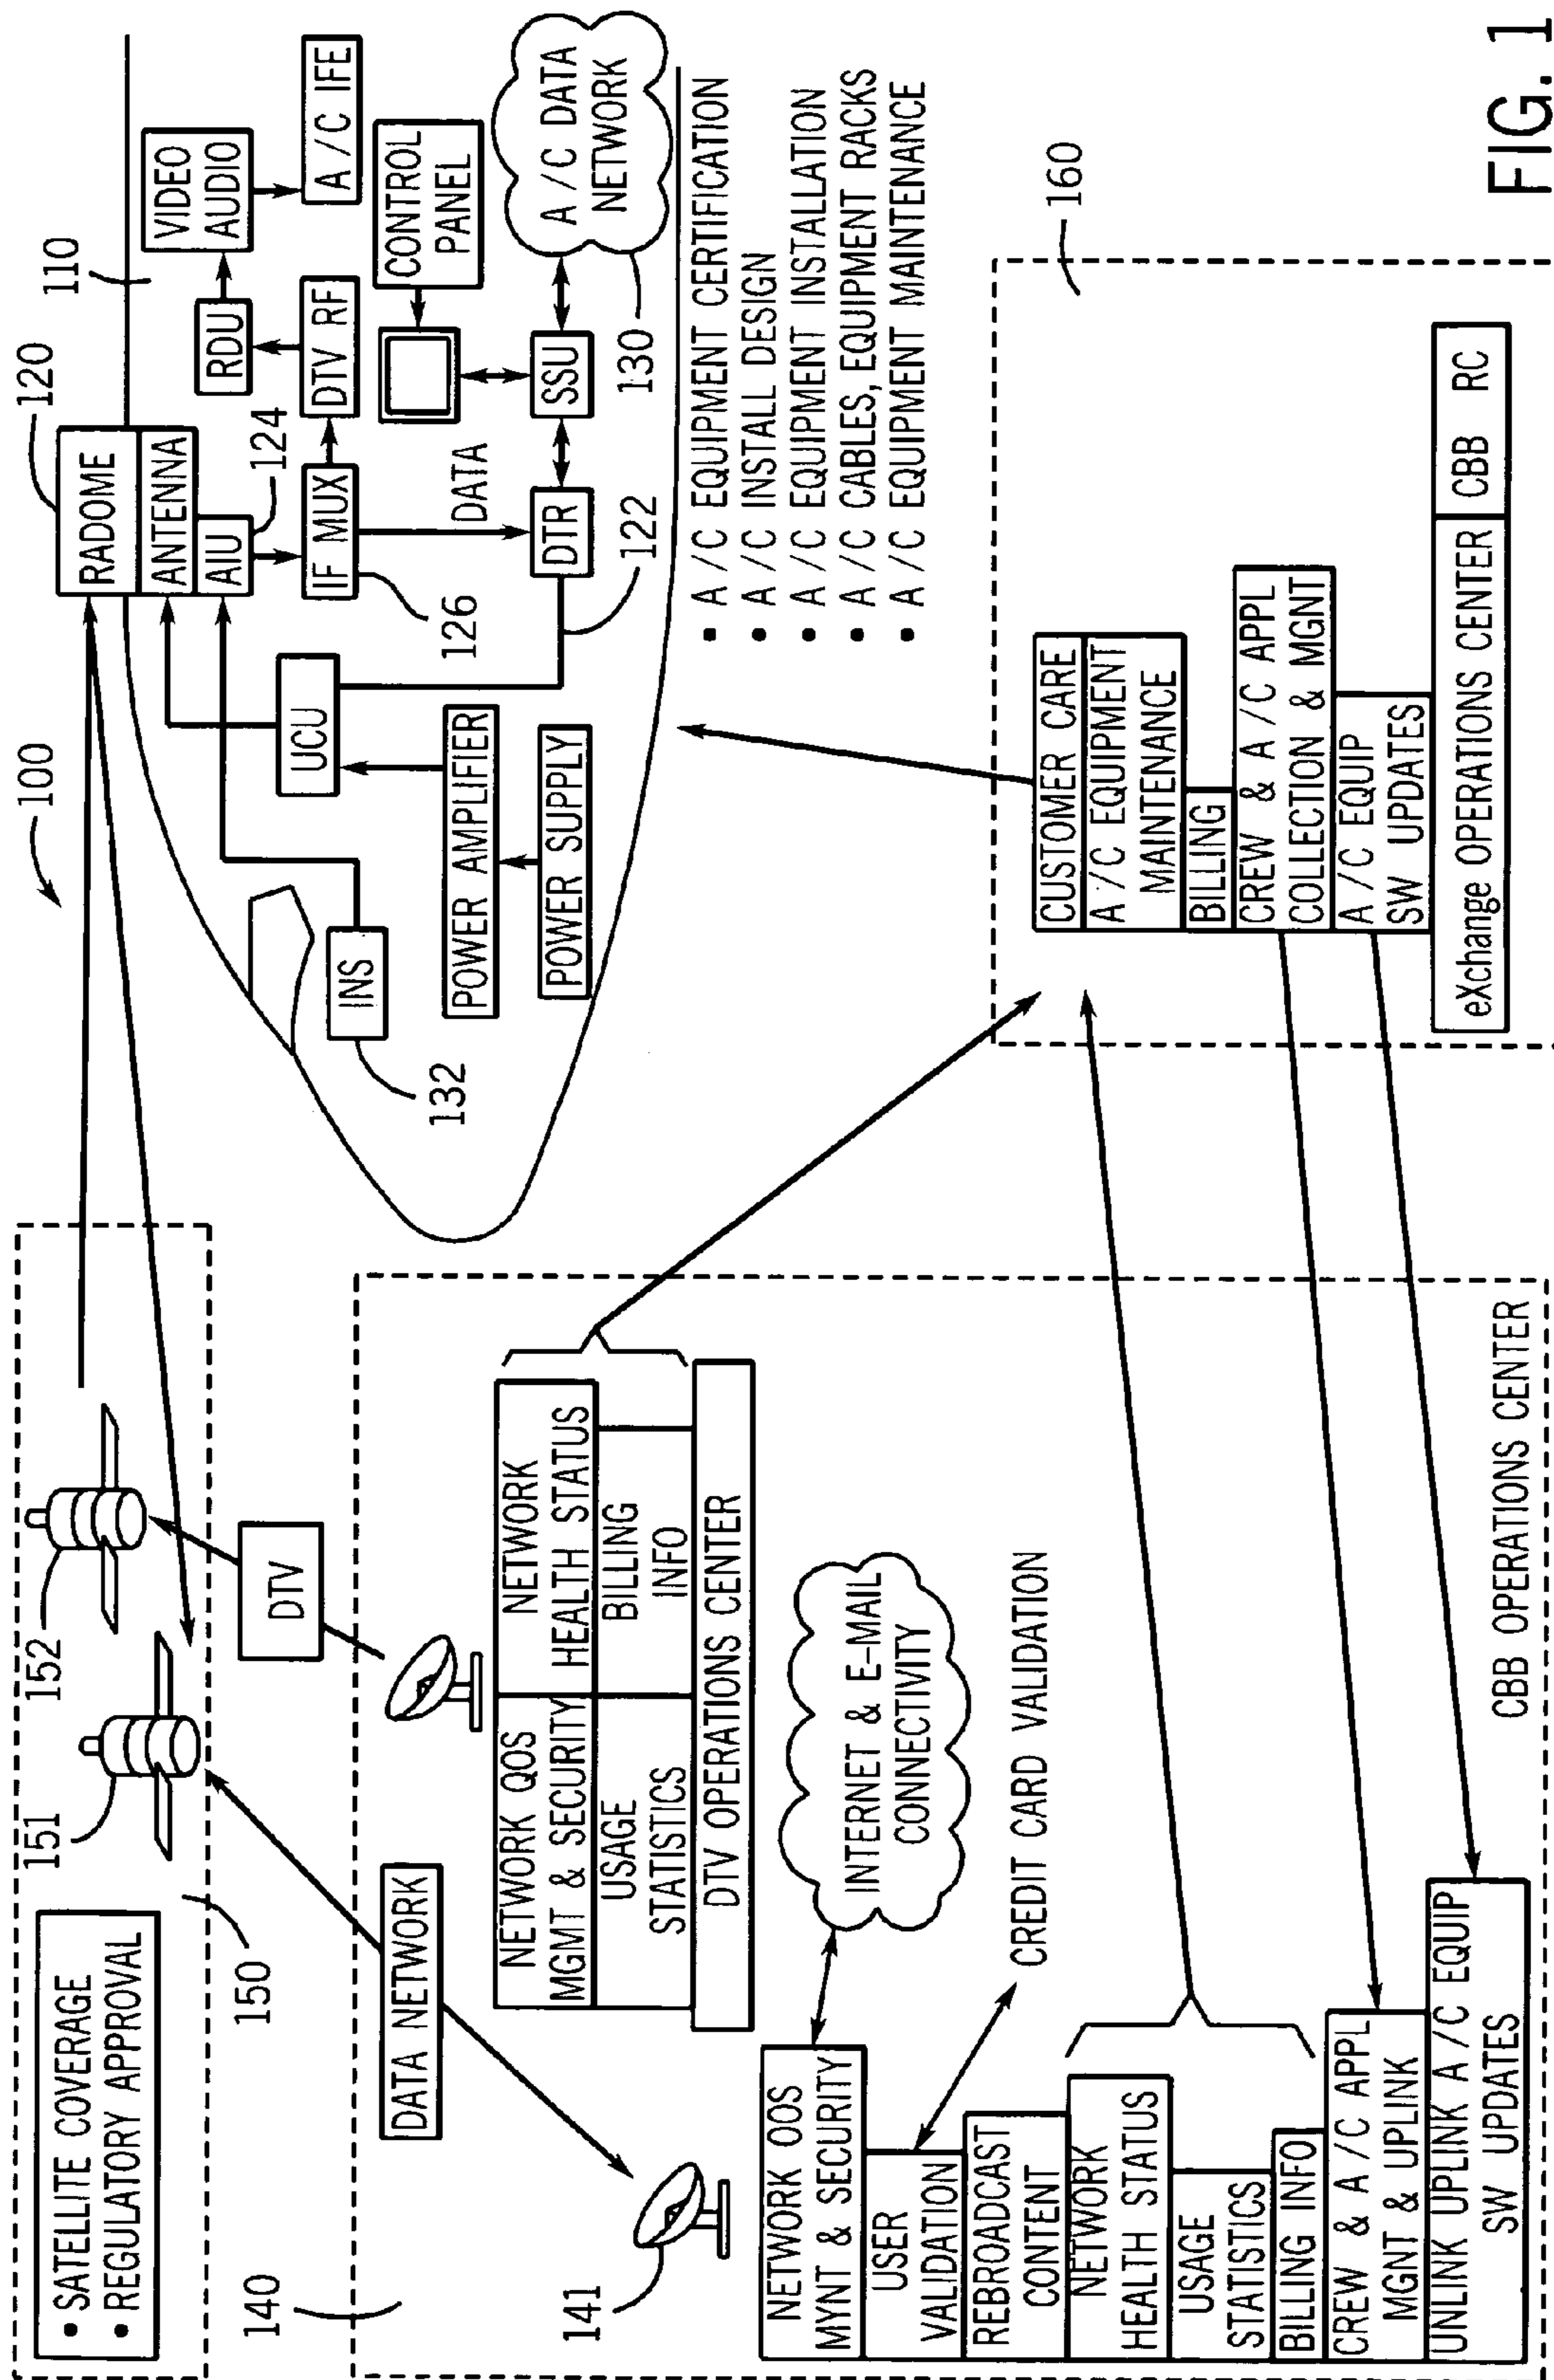 • SATELLITE COVERAGE
• REGULATORY APPROVAL
150
151
152
100
DATA NETWORK
DTV
140
141
NETWORK QOS
MGMT & SECURITY
NETWORK
HEALTH STATUS
USAGE
STATISTICS
BILLING
INFO
DTV OPERATIONS CENTER
INTERNET & E-MAIL
CONNECTIVITY
CREDIT CARD VALIDATION
NETWORK OOS
MYNT & SECURITY
USER
VALIDATION
REBROADCAST
CONTENT
NETWORK
HEALTH STATUS
USAGE
STATISTICS
BILLING INFO
CREW & A/C APPL
MGNT & UPLINK
UNLINK UPLINK A/C EQUIP
SW UPDATES
CBB OPERATIONS CENTER
120
110
RADOME
ANTENNA
AIU
124
IF MUX
126
DTV RF
RDU
VIDEO
AUDIO
A/C IFE
CONTROL
PANEL
DATA
DTR
122
SSU
130
A/C DATA
NETWORK
UCU
POWER AMPLIFIER
POWER SUPPLY
INS
132
• A/C EQUIPMENT CERTIFICATION
• A/C INSTALL DESIGN
• A/C EQUIPMENT INSTALLATION
• A/C CABLES, EQUIPMENT RACKS
• A/C EQUIPMENT MAINTENANCE
160
CUSTOMER CARE
A/C EQUIPMENT
MAINTENANCE
BILLING
CREW & A/C APPL
COLLECTION & MGNT
A/C EQUIP
SW UPDATES
eXchange OPERATIONS CENTER
CBB RC
FIG. 1